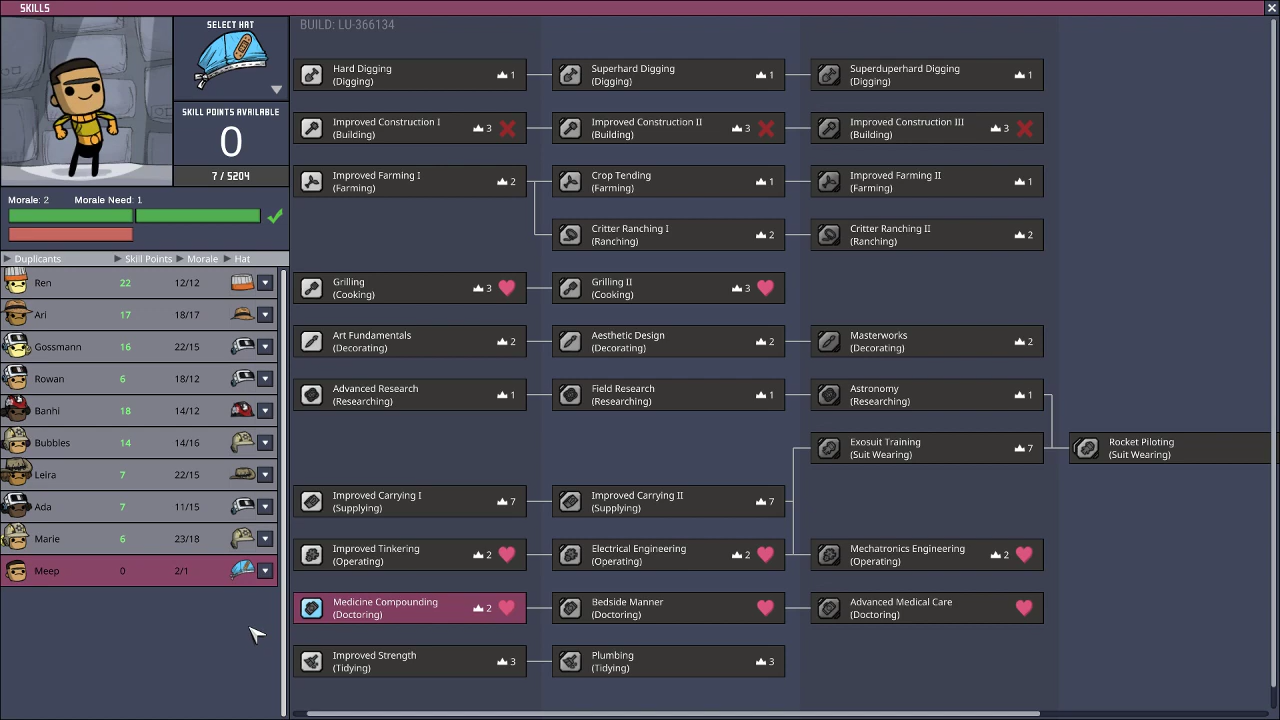 SKILLS
SELECT HAT
SKILL POINTS AVAILABLE
0
7 / 5204
Morale: 2 Morale Need: 1
Duplicants Skill Points Morale Hat
Ren 22 12/12
Ari 17 18/17
Gossmann 16 22/15
Rowan 6 18/12
Banhi 18 14/12
Bubbles 14 14/16
Leira 7 22/15
Ada 7 11/15
Marie 6 23/18
Meep 0 2/1
BUILD: LU-366134
Hard Digging
(Digging)
1
Superhard Digging
(Digging)
1
Superduperhard Digging
(Digging)
1
Improved Construction I
(Building)
3
Improved Construction II
(Building)
3
Improved Construction III
(Building)
3
Improved Farming I
(Farming)
2
Crop Tending
(Farming)
1
Improved Farming II
(Farming)
1
Critter Ranching I
(Ranching)
2
Critter Ranching II
(Ranching)
2
Grilling
(Cooking)
3
Grilling II
(Cooking)
3
Art Fundamentals
(Decorating)
2
Aesthetic Design
(Decorating)
2
Masterworks
(Decorating)
2
Advanced Research
(Researching)
1
Field Research
(Researching)
1
Astronomy
(Researching)
1
Exosuit Training
(Suit Wearing)
7
Rocket Piloting
(Suit Wearing)
Improved Carrying I
(Supplying)
7
Improved Carrying II
(Supplying)
7
Improved Tinkering
(Operating)
2
Electrical Engineering
(Operating)
2
Mechatronics Engineering
(Operating)
2
Medicine Compounding
(Doctoring)
2
Bedside Manner
(Doctoring)
Advanced Medical Care
(Doctoring)
Improved Strength
(Tidying)
3
Plumbing
(Tidying)
3